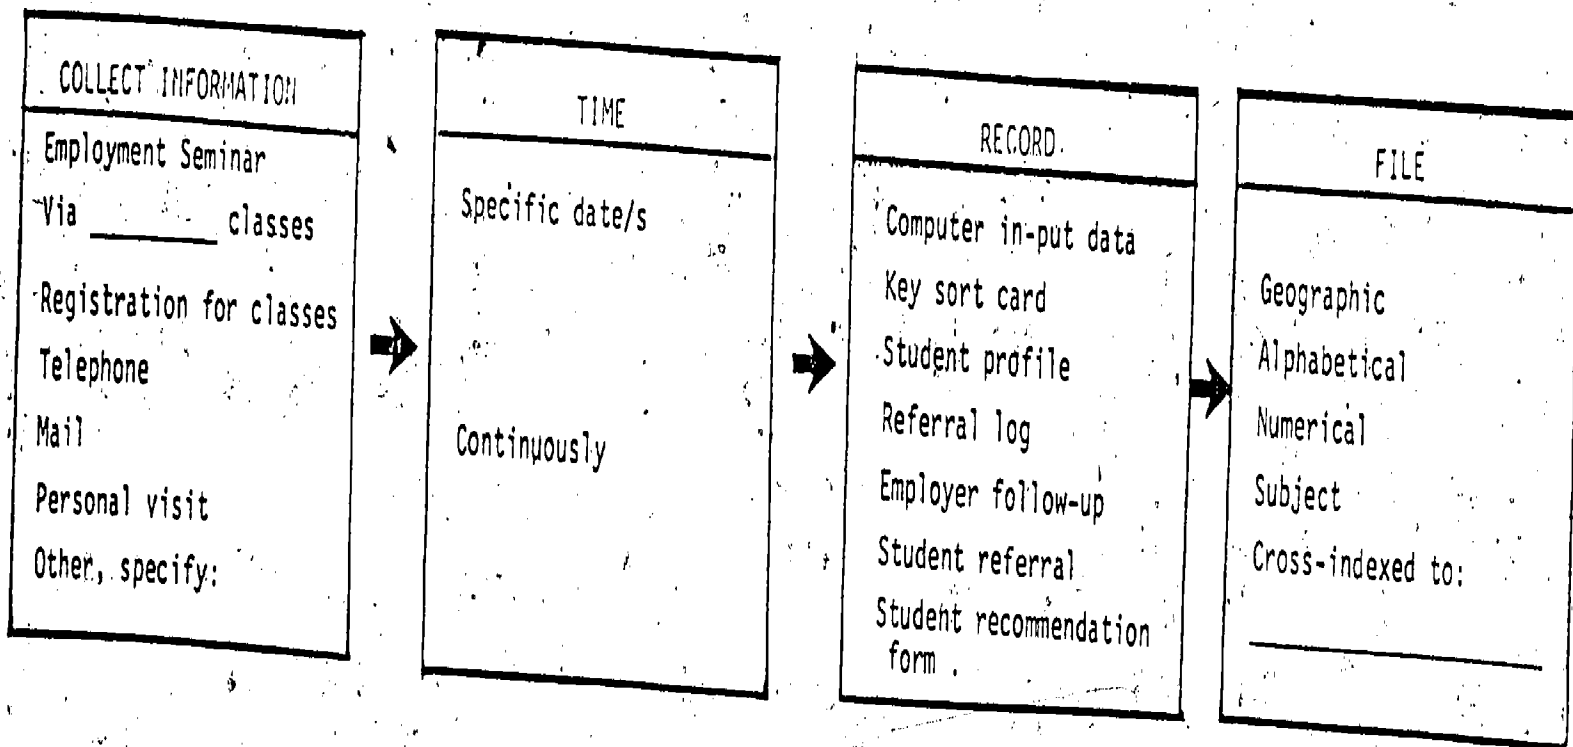 COLLECT INFORMATION
Employment Seminar
Via ________ classes
Registration for classes
Telephone
Mail
Personal visit
Other, specify:
TIME
Specific date/s
Continuously
RECORD
Computer in-put data
Key sort card
Student profile
Referral log
Employer follow-up
Student referral
Student recommendation
form
FILE
Geographic
Alphabetical
Numerical
Subject
Cross-indexed to: